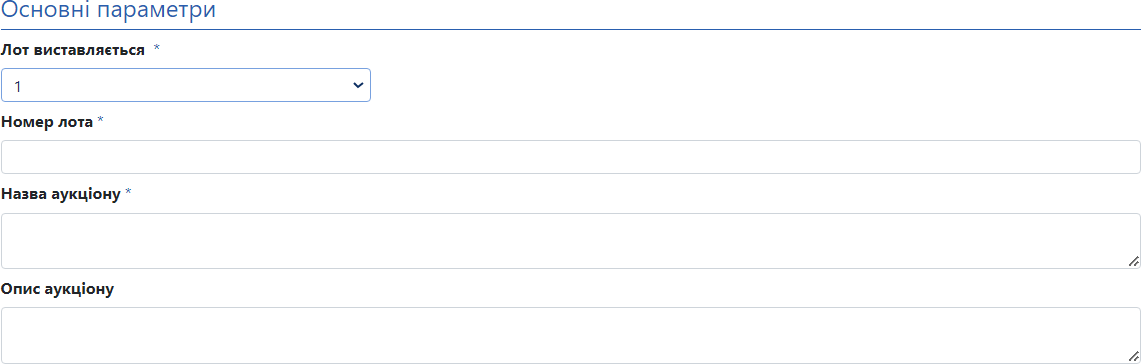 Основні параметри
Лот виставляється *
1
Номер лота *
Назва аукціону *
Опис аукціону